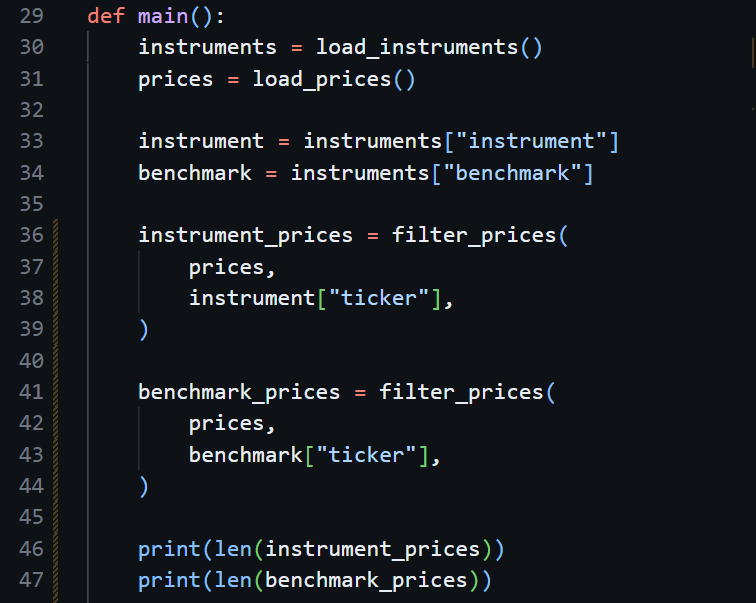 29 def main():
30     instruments = load_instruments()
31     prices = load_prices()
32
33     instrument = instruments["instrument"]
34     benchmark = instruments["benchmark"]
35
36     instrument_prices = filter_prices(
37         prices,
38         instrument["ticker"],
39     )
40
41     benchmark_prices = filter_prices(
42         prices,
43         benchmark["ticker"],
44     )
45
46     print(len(instrument_prices))
47     print(len(benchmark_prices))